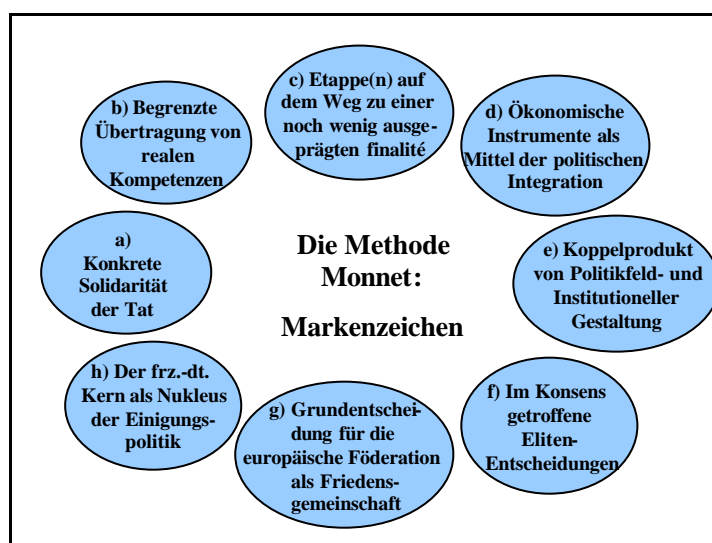 c) Etappe(n) auf
dem Weg zu einer
noch wenig ausge-
prägten finalité
b) Begrenzte
Übertragung von
realen
Kompetenzen
d) Ökonomische
Instrumente als
Mittel der politischen
Integration
a)
Konkrete
Solidarität
der Tat
Die Methode
Monnet:
Markenzeichen
e) Koppelprodukt
von Politikfeld- und
Institutioneller
Gestaltung
h) Der frz.-dt.
Kern als Nukleus
der Einigungs-
politik
g) Grundentschei-
dung für die
europäische Föderation
als Friedens-
gemeinschaft
f) Im Konsens
getroffene
Eliten-
Entscheidungen